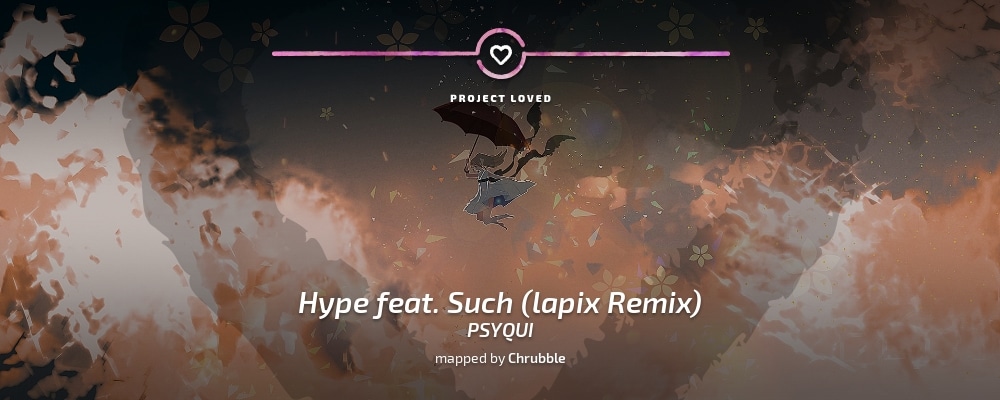 PROJECT LOVED
Hype feat. Such (lapix Remix)
PSYQUI
mapped by Chrubble